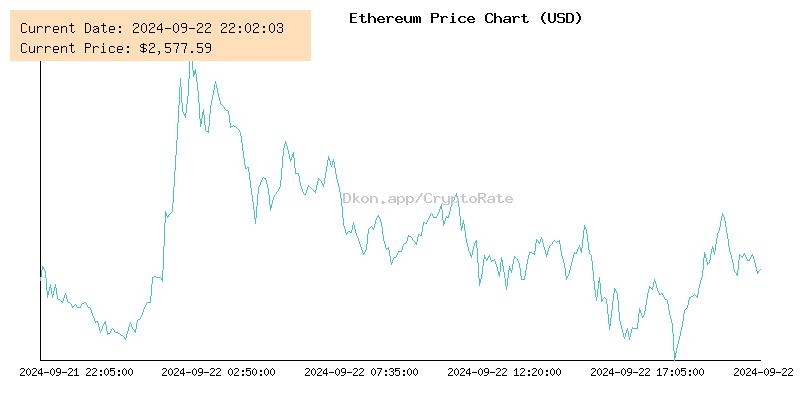 Ethereum Price Chart (USD)
Current Date: 2024-09-22 22:02:03
Current Price: $2,577.59
Dkon.app/CryptoRate
2024-09-21 22:05:00 2024-09-22 02:50:00 2024-09-22 07:35:00 2024-09-22 12:20:00 2024-09-22 17:05:00 2024-09-22